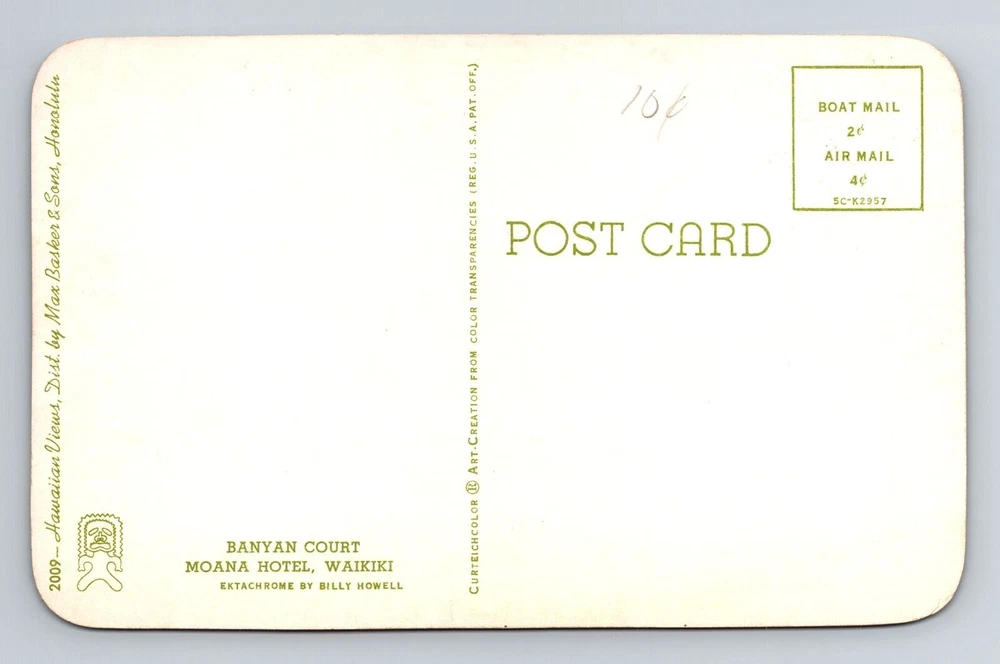 2009 — Hawaiian Views, Dist. by Max Basker & Sons, Honolulu
BANYAN COURT
MOANA HOTEL, WAIKIKI
EKTACHROME BY BILLY HOWELL
CURTEICHCOLOR ® ART-CREATION FROM COLOR TRANSPARENCIES (REG. U.S.A. PAT. OFF.)
10¢
POST CARD
BOAT MAIL
2¢
AIR MAIL
4¢
5C-K2957